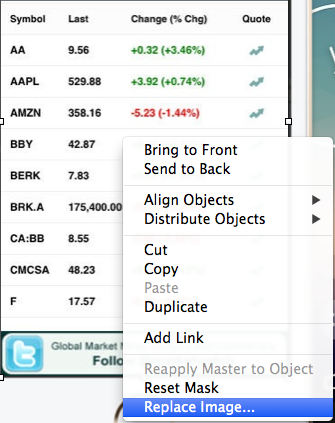 Symbol Last Change (% Chg) Quote
AA 9.56 +0.32 (+3.46%)
AAPL 529.88 +3.92 (+0.74%)
AMZN 358.16 -5.23 (-1.44%)
BBY 42.87
BERK 7.83
BRK.A 175,400.00
CA:BB 8.55
CMCSA 48.23
F 17.57
Global Market
Follo
Bring to Front
Send to Back
Align Objects
Distribute Objects
Cut
Copy
Paste
Duplicate
Add Link
Reapply Master to Object
Reset Mask
Replace Image...